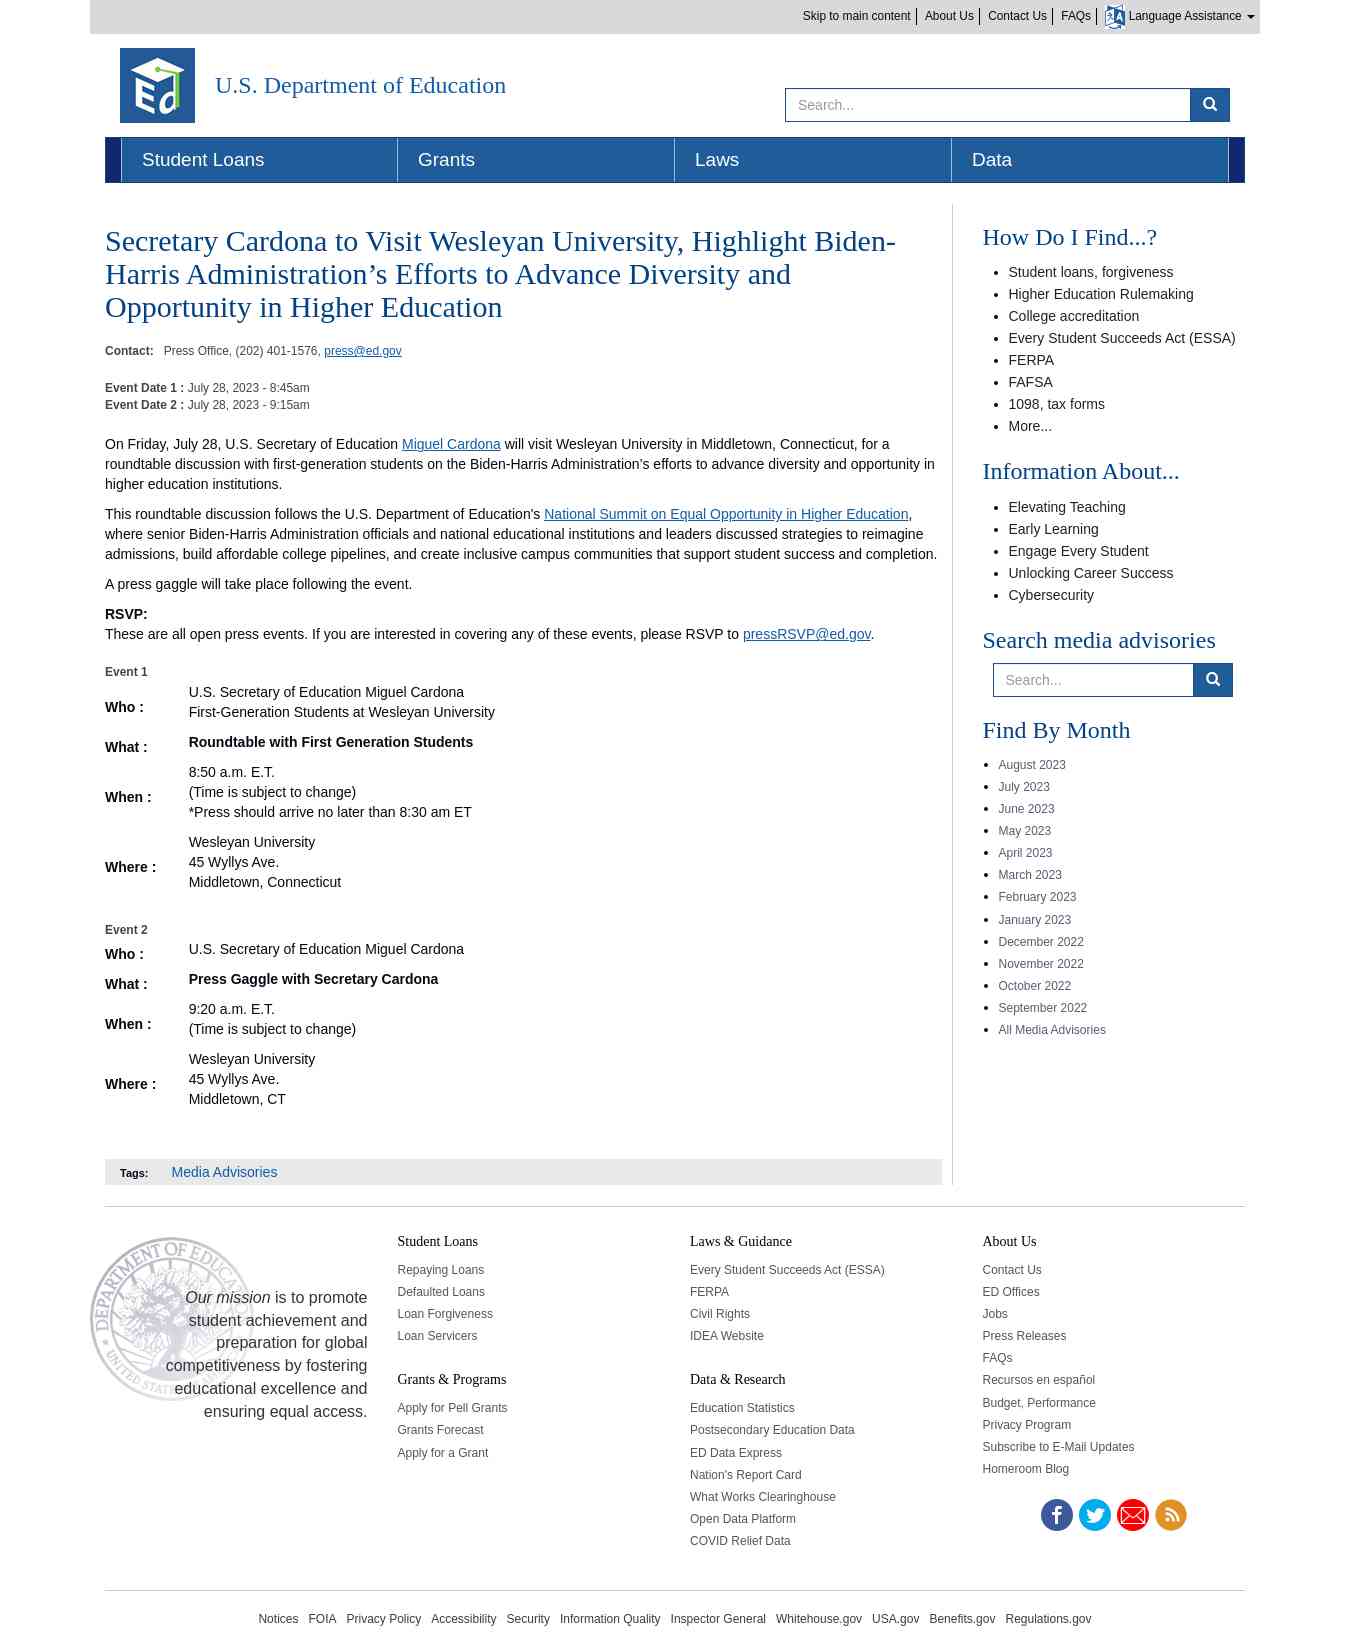 Skip to main content
About Us
Contact Us
FAQs
Language Assistance
Ed
U.S. Department of Education
Search...
Student Loans
Grants
Laws
Data
Secretary Cardona to Visit Wesleyan University, Highlight Biden-
Harris Administration’s Efforts to Advance Diversity and
Opportunity in Higher Education
Contact: Press Office, (202) 401-1576, press@ed.gov
Event Date 1 : July 28, 2023 - 8:45am
Event Date 2 : July 28, 2023 - 9:15am
On Friday, July 28, U.S. Secretary of Education Miguel Cardona will visit Wesleyan University in Middletown, Connecticut, for a
roundtable discussion with first-generation students on the Biden-Harris Administration’s efforts to advance diversity and opportunity in
higher education institutions.
This roundtable discussion follows the U.S. Department of Education's National Summit on Equal Opportunity in Higher Education,
where senior Biden-Harris Administration officials and national educational institutions and leaders discussed strategies to reimagine
admissions, build affordable college pipelines, and create inclusive campus communities that support student success and completion.
A press gaggle will take place following the event.
RSVP:
These are all open press events. If you are interested in covering any of these events, please RSVP to pressRSVP@ed.gov.
Event 1
Who :
U.S. Secretary of Education Miguel Cardona
First-Generation Students at Wesleyan University
What :
Roundtable with First Generation Students
When :
8:50 a.m. E.T.
(Time is subject to change)
*Press should arrive no later than 8:30 am ET
Where :
Wesleyan University
45 Wyllys Ave.
Middletown, Connecticut
Event 2
Who :
U.S. Secretary of Education Miguel Cardona
What :
Press Gaggle with Secretary Cardona
When :
9:20 a.m. E.T.
(Time is subject to change)
Where :
Wesleyan University
45 Wyllys Ave.
Middletown, CT
Tags: Media Advisories
How Do I Find...?
Student loans, forgiveness
Higher Education Rulemaking
College accreditation
Every Student Succeeds Act (ESSA)
FERPA
FAFSA
1098, tax forms
More...
Information About...
Elevating Teaching
Early Learning
Engage Every Student
Unlocking Career Success
Cybersecurity
Search media advisories
Search...
Find By Month
August 2023
July 2023
June 2023
May 2023
April 2023
March 2023
February 2023
January 2023
December 2022
November 2022
October 2022
September 2022
All Media Advisories
DEPARTMENT OF EDUCA
UNITED STATES
Our mission is to promote
student achievement and
preparation for global
competitiveness by fostering
educational excellence and
ensuring equal access.
Student Loans
Repaying Loans
Defaulted Loans
Loan Forgiveness
Loan Servicers
Grants & Programs
Apply for Pell Grants
Grants Forecast
Apply for a Grant
Laws & Guidance
Every Student Succeeds Act (ESSA)
FERPA
Civil Rights
IDEA Website
Data & Research
Education Statistics
Postsecondary Education Data
ED Data Express
Nation's Report Card
What Works Clearinghouse
Open Data Platform
COVID Relief Data
About Us
Contact Us
ED Offices
Jobs
Press Releases
FAQs
Recursos en español
Budget, Performance
Privacy Program
Subscribe to E-Mail Updates
Homeroom Blog
Notices FOIA Privacy Policy Accessibility Security Information Quality Inspector General Whitehouse.gov USA.gov Benefits.gov Regulations.gov